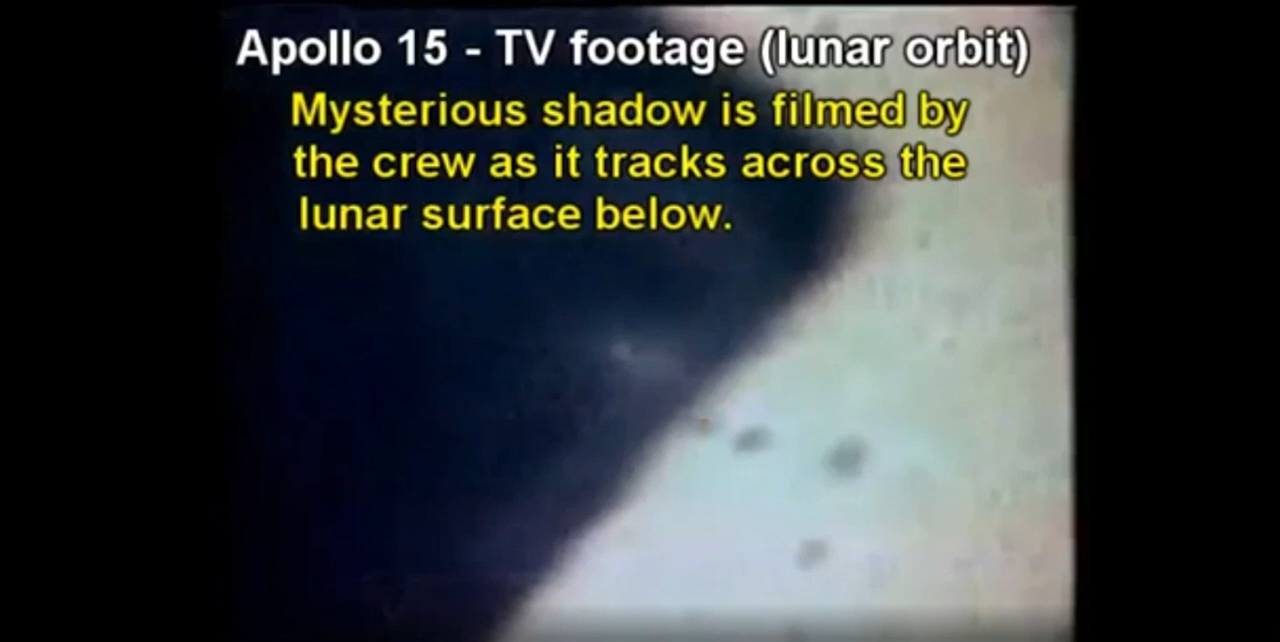 Apollo 15 - TV footage (lunar orbit)
Mysterious shadow is filmed by
the crew as it tracks across the
lunar surface below.